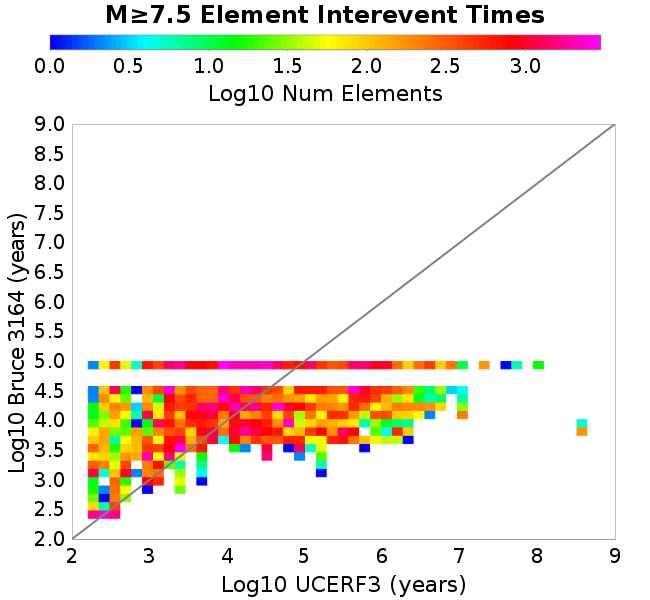 M≥7.5 Element Interevent Times
0.0 0.5 1.0 1.5 2.0 2.5 3.0
Log10 Num Elements
9.0
8.5
8.0
7.5
7.0
6.5
6.0
5.5
5.0
4.5
4.0
3.5
3.0
2.5
2.0
Log10 Bruce 3164 (years)
2 3 4 5 6 7 8 9
Log10 UCERF3 (years)